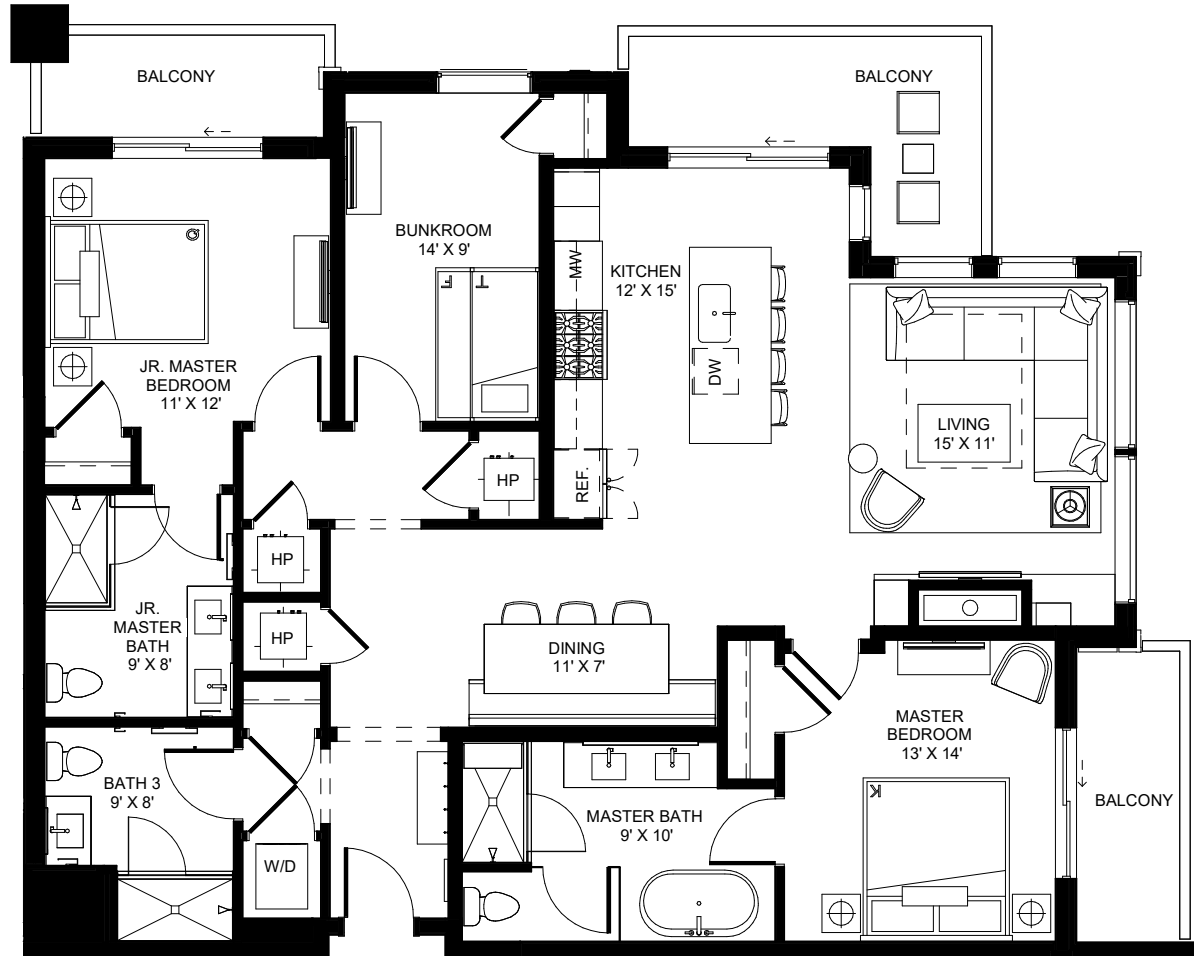 BALCONY
BALCONY
BUNKROOM
14' X 9'
Q
MW
KITCHEN
12' X 15'
F
T
JR. MASTER
BEDROOM
11' X 12'
DW
LIVING
15' X 11'
HP
REF.
HP
JR.
MASTER
BATH
9' X 8'
HP
DINING
11' X 7'
MASTER
BEDROOM
13' X 14'
BATH 3
9' X 8'
K
BALCONY
MASTER BATH
9' X 10'
W/D